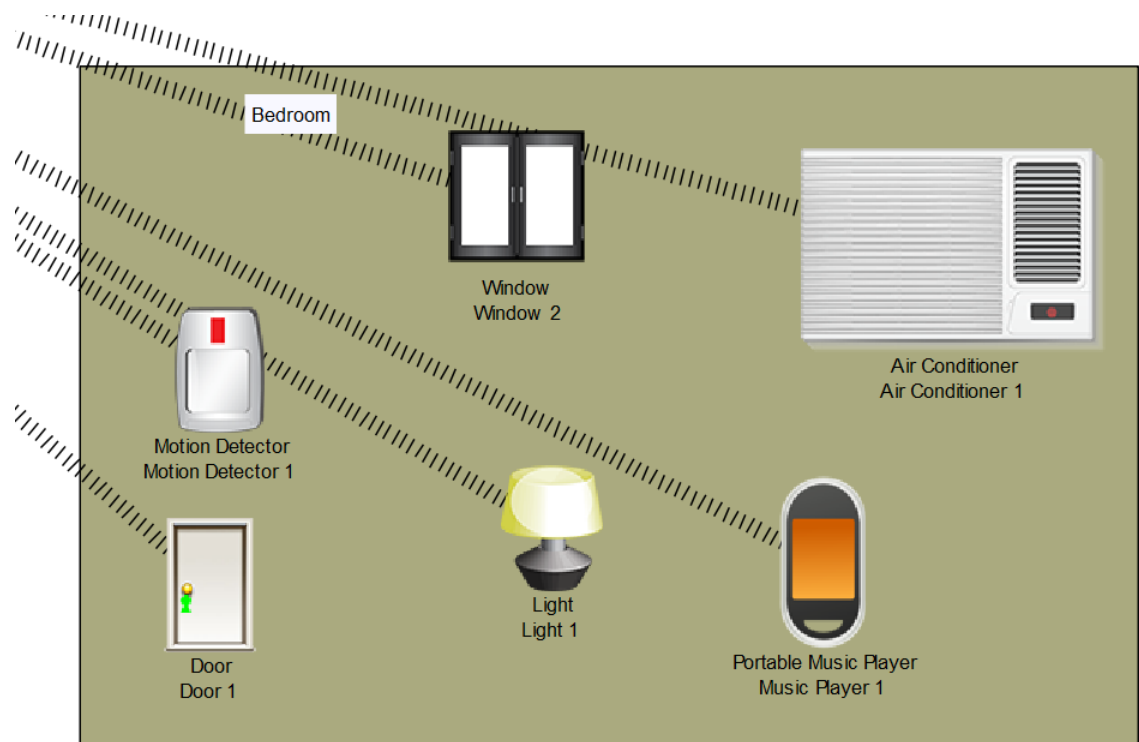 Bedroom
Window
Window 2
Air Conditioner
Air Conditioner 1
Motion Detector
Motion Detector 1
Light
Light 1
Door
Door 1
Portable Music Player
Music Player 1